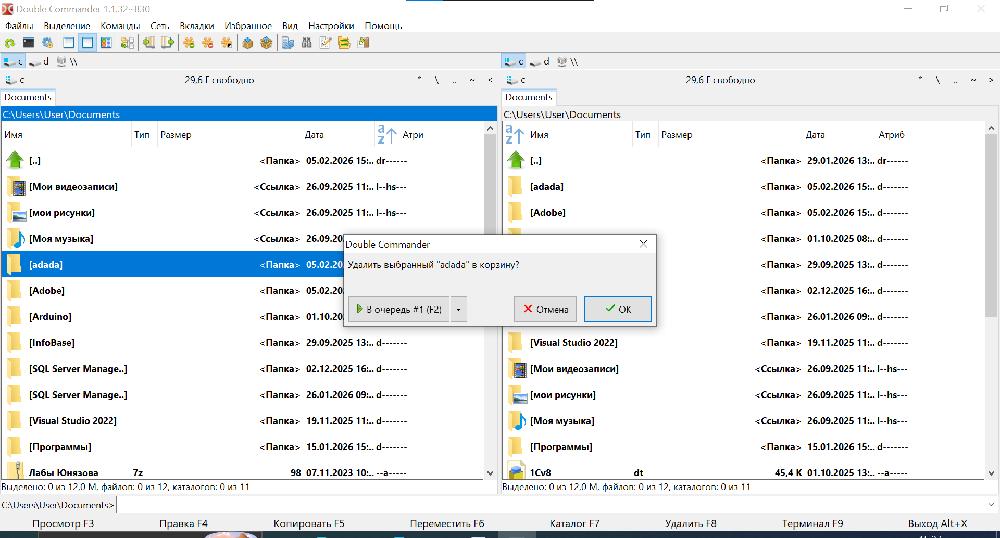 Double Commander 1.1.32~830
Файлы Выделение Команды Сеть Вкладки Избранное Вид Настройки Помощь
c d \\ c d \\
c 29,6 Г свободно * \ .. ~ < c 29,6 Г свободно * \ .. ~ >
Documents Documents
C:\Users\User\Documents C:\Users\User\Documents
Имя Тип Размер Дата Атри Имя Тип Размер Дата Атриб
[..] <Папка> 05.02.2026 15:.. dr------ [..] <Папка> 29.01.2026 13:.. dr------
[Мои видеозаписи] <Ссылка> 26.09.2025 11:.. l--hs--- [adada] <Папка> 05.02.2026 15:.. d-------
[мои рисунки] <Ссылка> 26.09.2025 11:.. l--hs--- [Adobe] <Папка> 05.02.2026 15:.. d-------
[Моя музыка] <Ссылка> 26.09.20 <Папка> 01.10.2025 08:.. d-------
Double Commander
[adada] <Папка> 05.02.20 Удалить выбранный "adada" в корзину? <Папка> 29.09.2025 13:.. d-------
[Adobe] <Папка> 05.02.20 <Папка> 02.12.2025 16:.. d-------
[Arduino] <Папка> 01.10.20 В очередь #1 (F2) Отмена OK <Папка> 26.01.2026 09:.. d-------
[InfoBase] <Папка> 29.09.2025 13:.. d------- [Visual Studio 2022] <Папка> 19.11.2025 11:.. d-------
[SQL Server Manage..] <Папка> 02.12.2025 16:.. d------- [Мои видеозаписи] <Ссылка> 26.09.2025 11:.. l--hs---
[SQL Server Manage..] <Папка> 26.01.2026 09:.. d------- [мои рисунки] <Ссылка> 26.09.2025 11:.. l--hs---
[Visual Studio 2022] <Папка> 19.11.2025 11:.. d------- [Моя музыка] <Ссылка> 26.09.2025 11:.. l--hs---
[Программы] <Папка> 15.01.2026 15:.. d------- [Программы] <Папка> 15.01.2026 15:.. d-------
Лабы Юнязова 7z 98 07.11.2023 10:.. --a----- 1Cv8 dt 45,4 K 01.10.2025 13:.. --a-----
Выделено: 0 из 12,0 М, файлов: 0 из 12, каталогов: 0 из 11 Выделено: 0 из 12,0 М, файлов: 0 из 12, каталогов: 0 из 11
C:\Users\User\Documents>
Просмотр F3 Правка F4 Копировать F5 Переместить F6 Каталог F7 Удалить F8 Терминал F9 Выход Alt+X